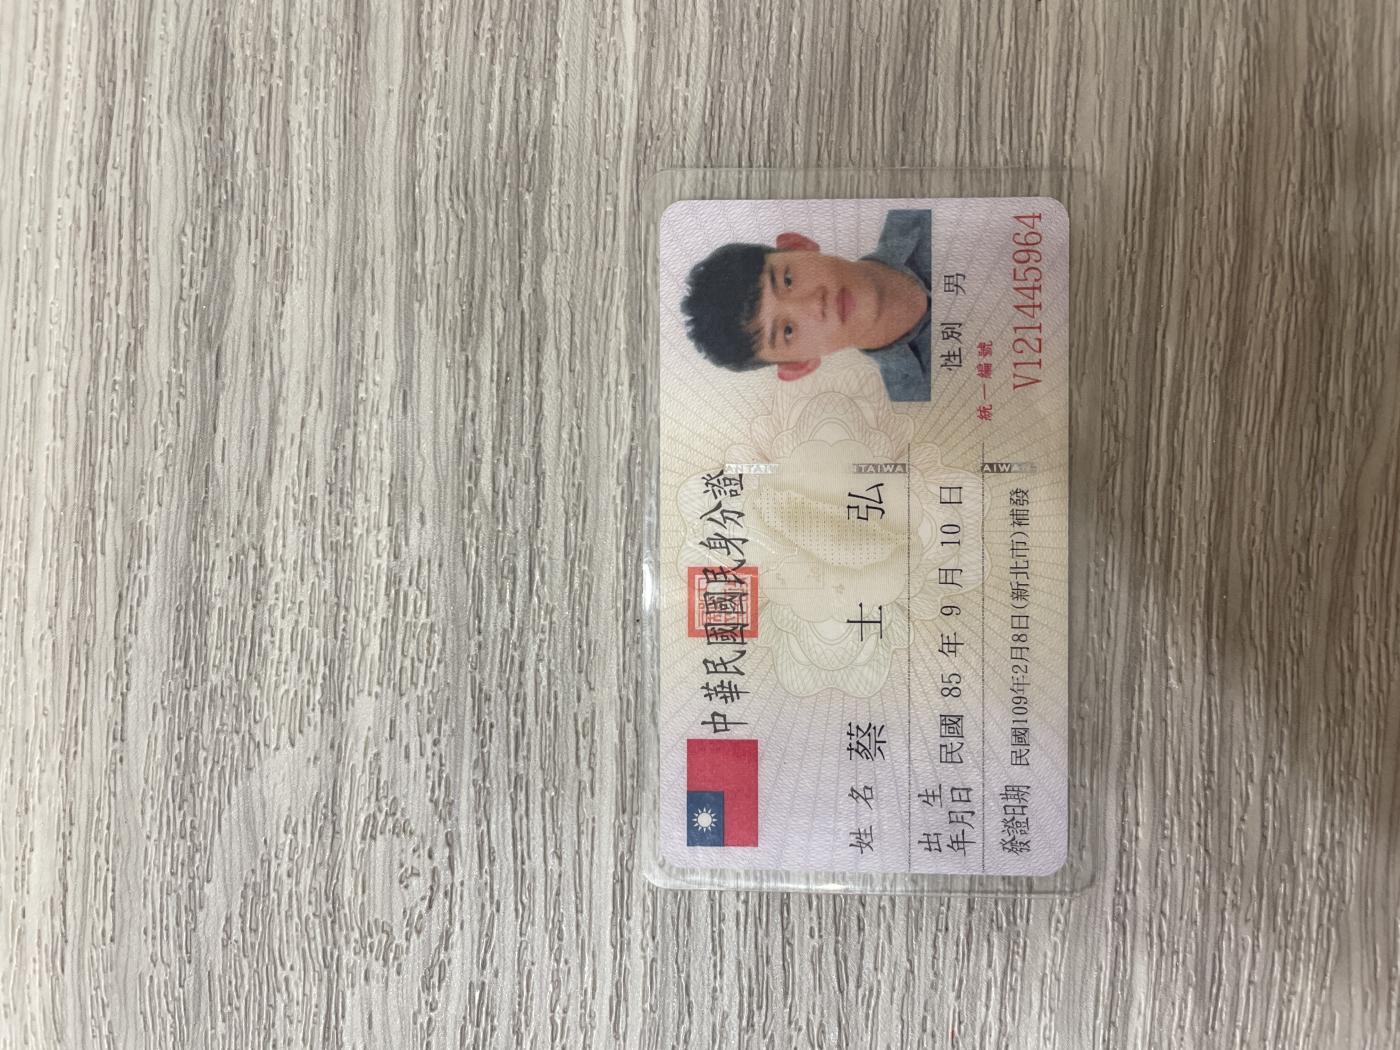 中華民國國民身分證
姓名 蔡 士 弘
出生年月日 民國 85 年 9 月 10 日
性別 男
發證日期 民國109年2月8日(新北市)補發
統一編號
V121445964